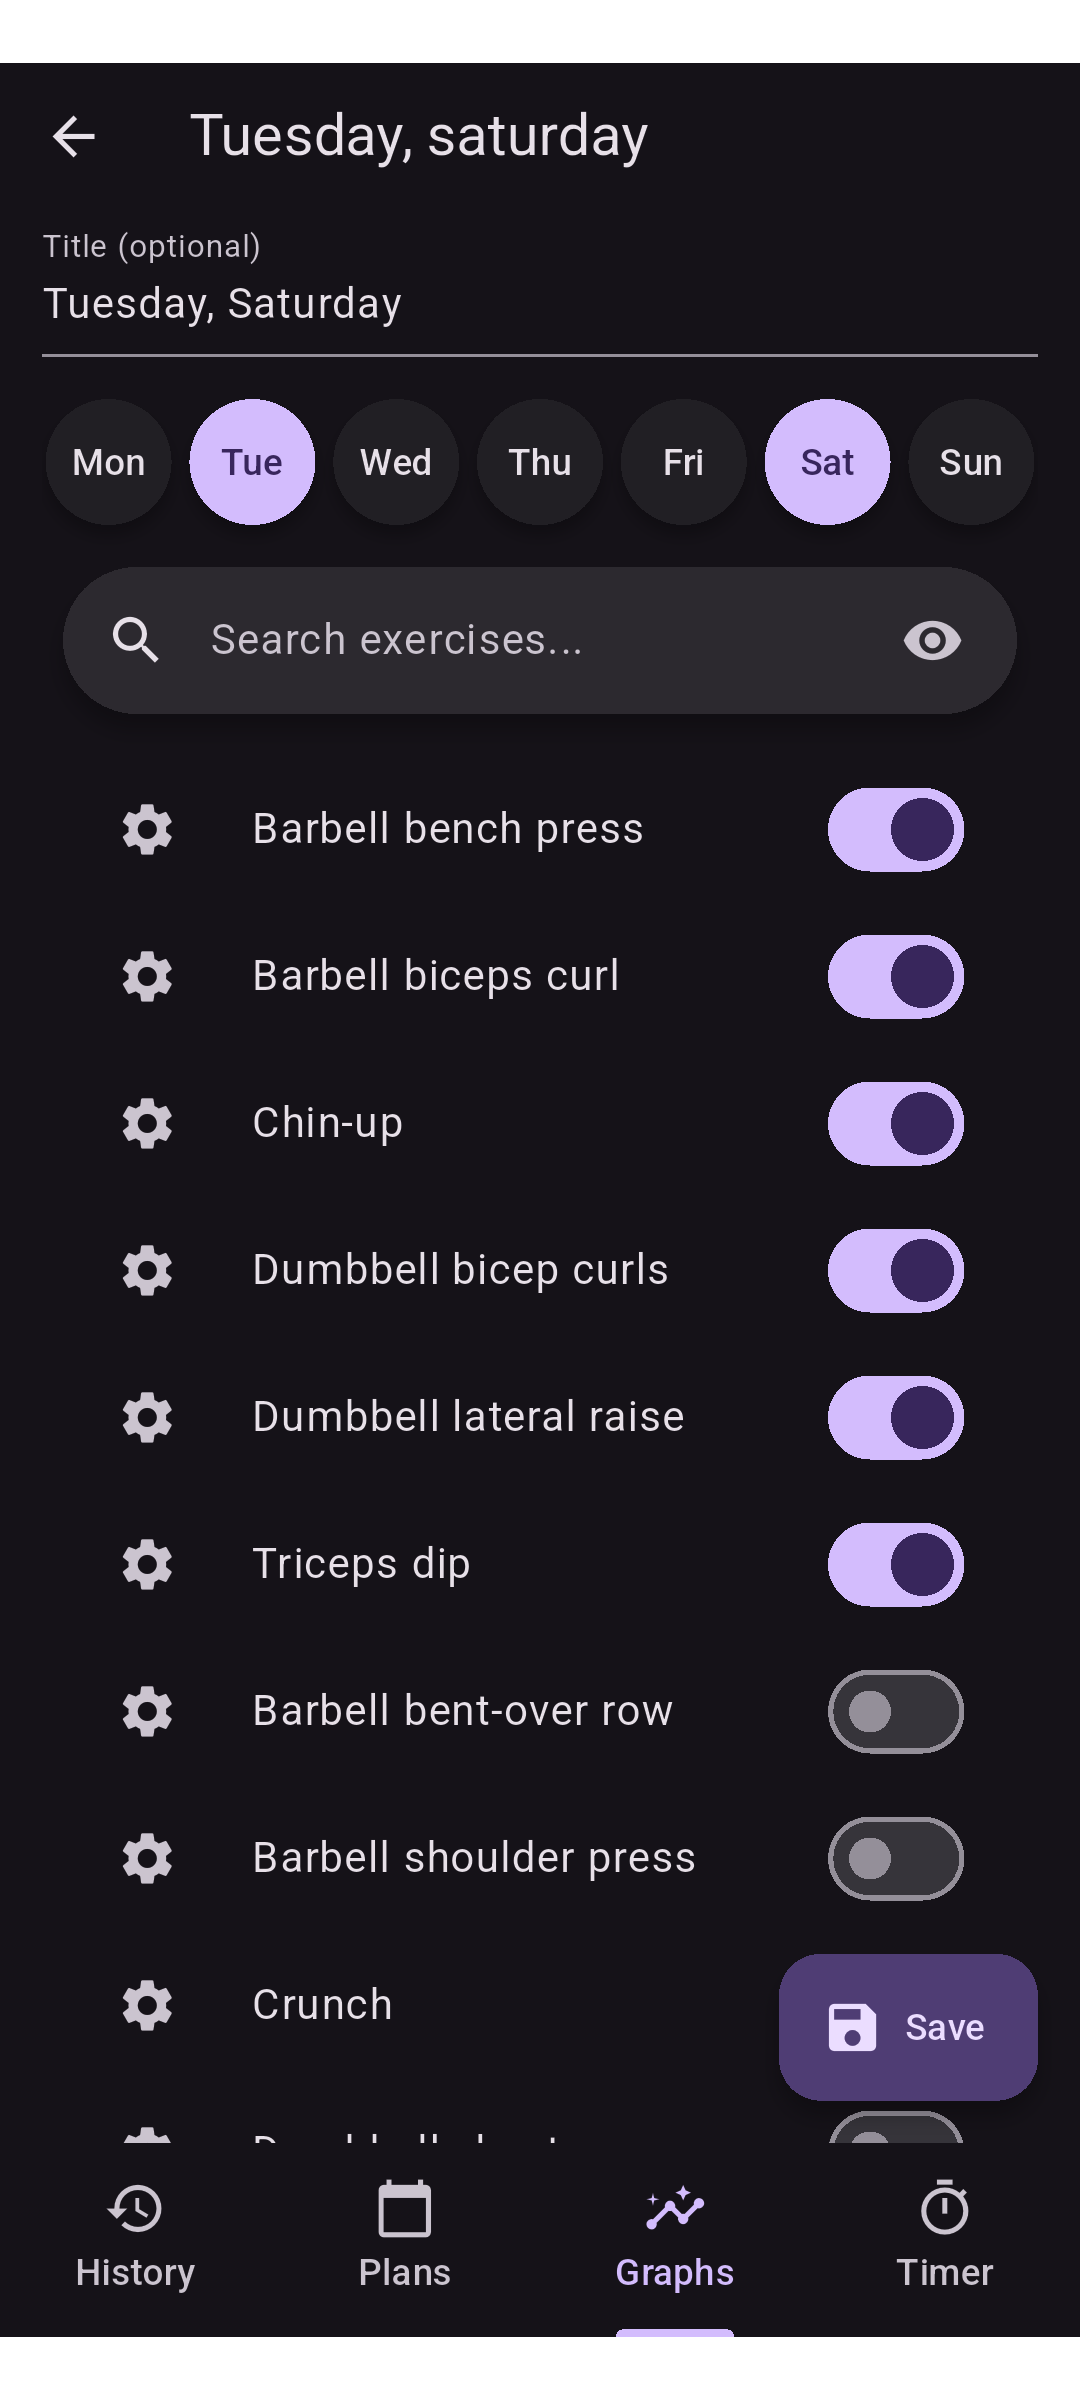 Tuesday, saturday
Title (optional)
Tuesday, Saturday
Mon Tue Wed Thu Fri Sat Sun
Search exercises...
Barbell bench press
Barbell biceps curl
Chin-up
Dumbbell bicep curls
Dumbbell lateral raise
Triceps dip
Barbell bent-over row
Barbell shoulder press
Crunch
Save
History Plans Graphs Timer